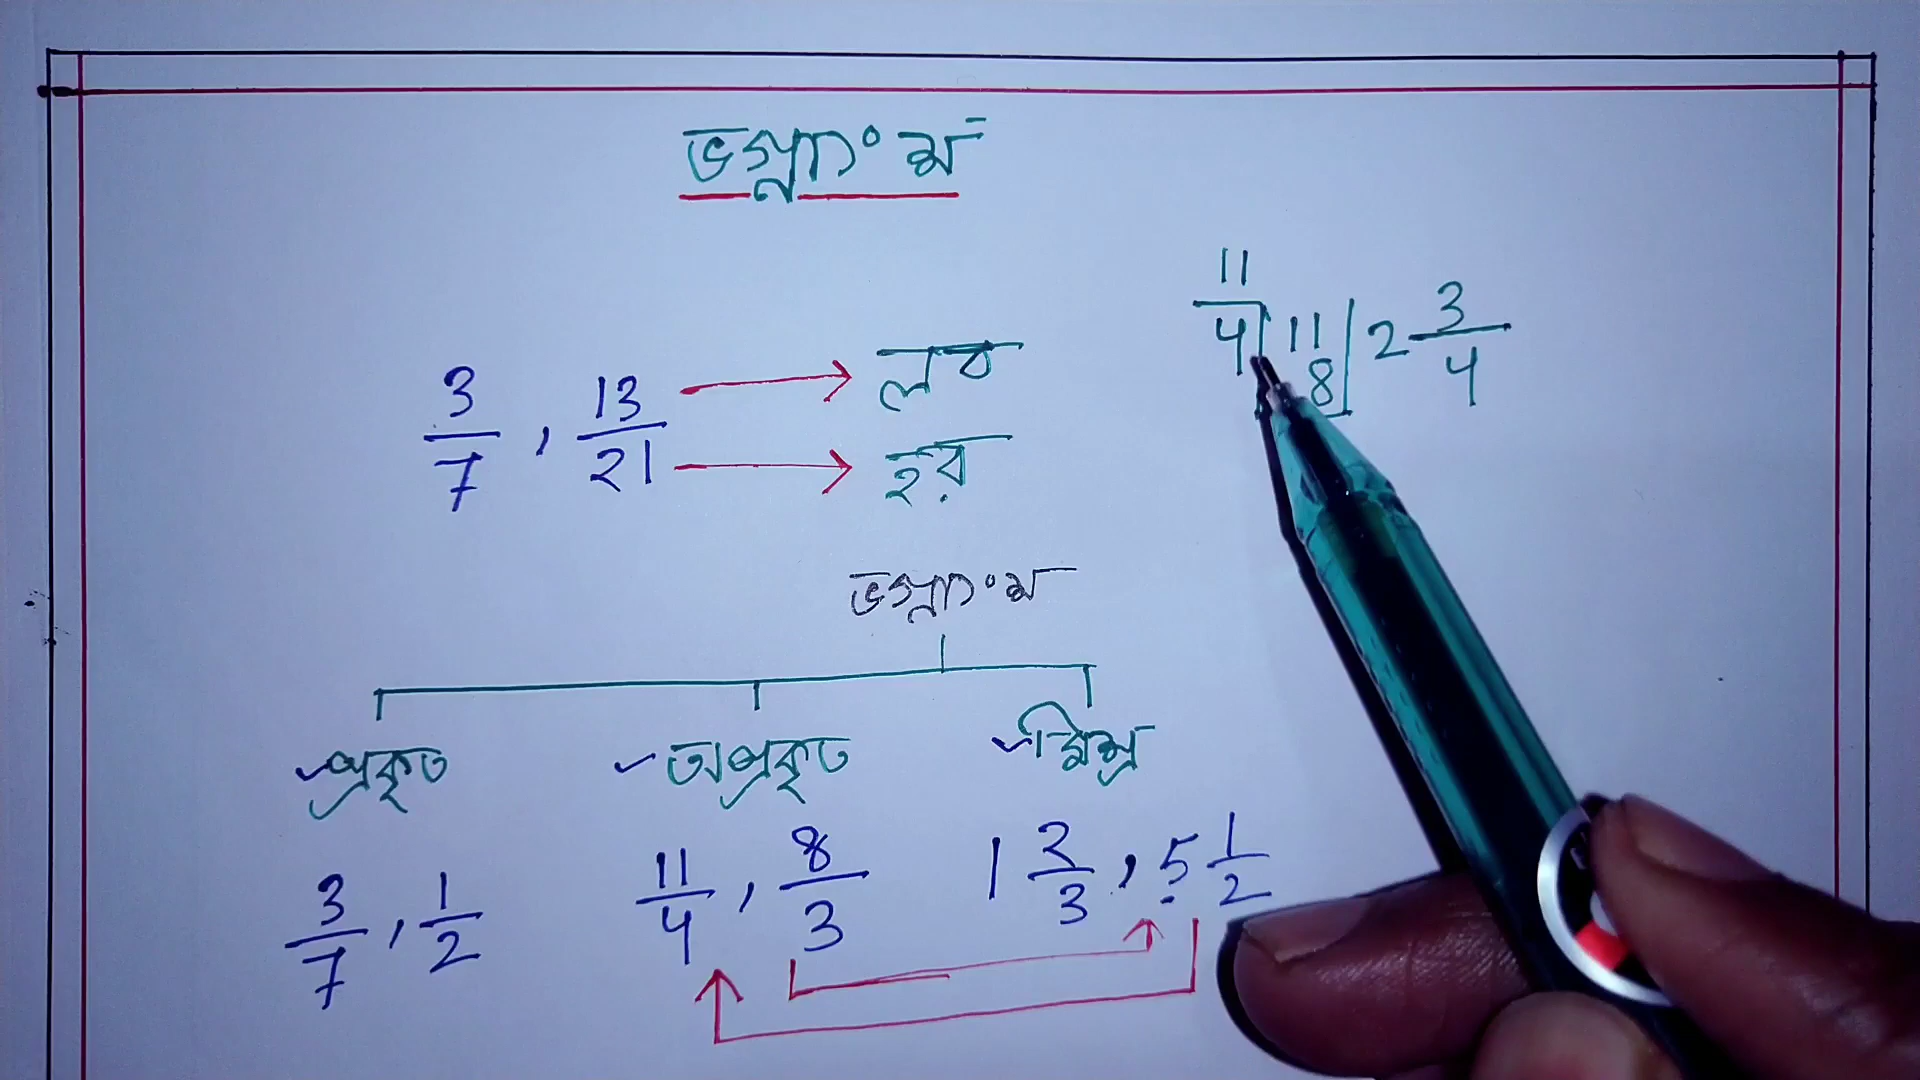 ভগ্নাংশ
11/4
4 | 11 | 2 3/4
8
3/7 , 13/21 → লব
→ হর
ভগ্নাংশ
প্রকৃত অপ্রকৃত মিশ্র
3/7 , 1/2 11/4 , 8/3 1 2/3 , 5 1/2